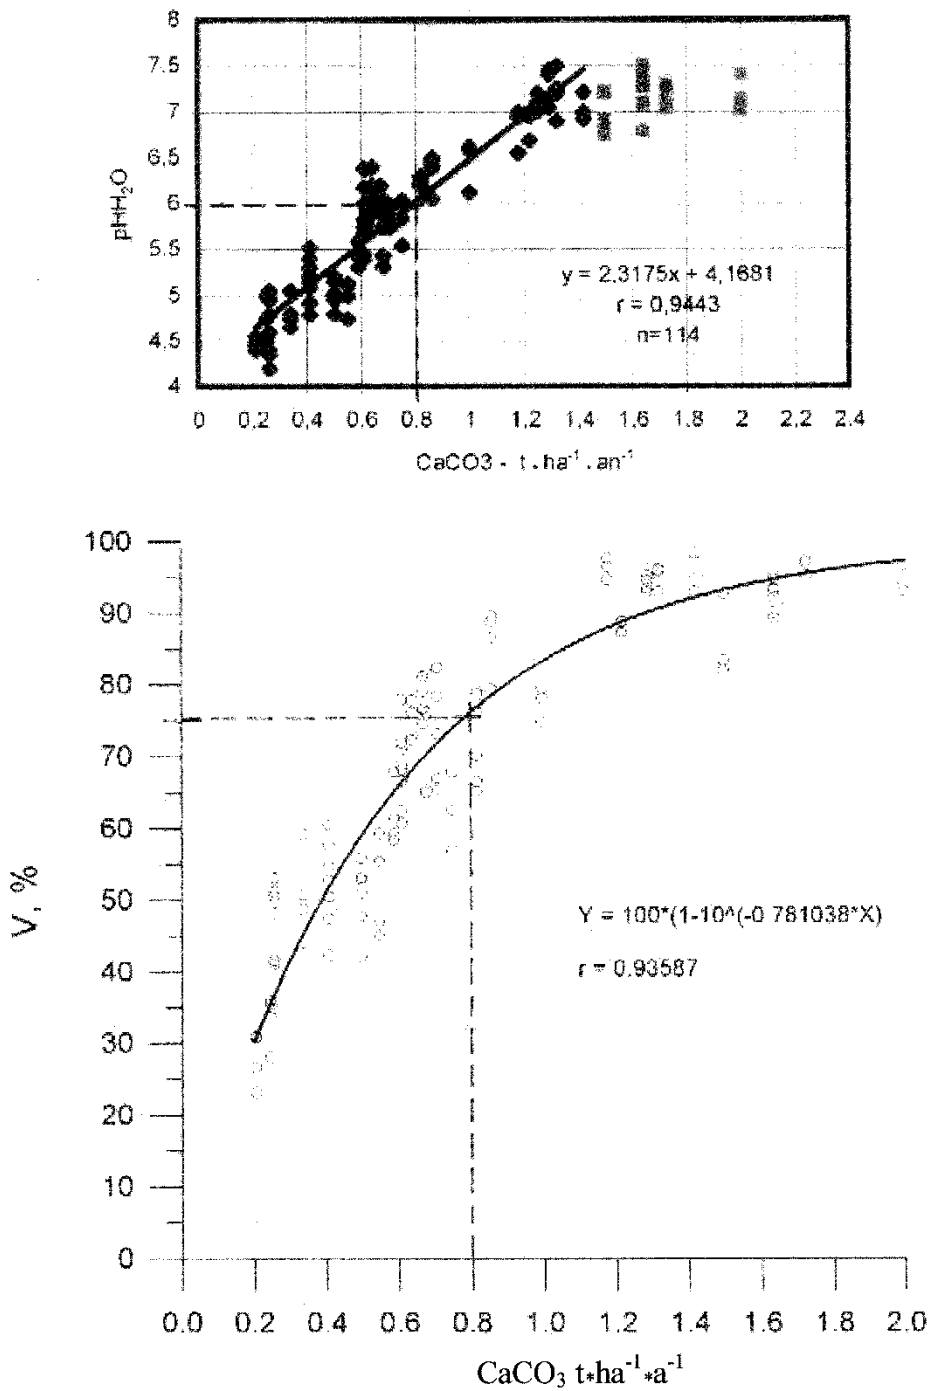 8
7.5
7
6,5
6
5.5
5
4,5
4
pHH₂O
y = 2,3175x + 4,1681
r = 0,9443
n=114
0 0,2 0,4 0,6 0,8 1 1,2 1,4 1,6 1,8 2 2,2 2.4
CaCO3 - t.ha⁻¹.an⁻¹
100
90
80
70
60
50
40
30
20
10
0
V, %
Y = 100*(1-10^(-0 781038*X)
r = 0.93587
0.0 0.2 0.4 0.6 0.8 1.0 1.2 1.4 1.6 1.8 2.0
CaCO₃ t*ha⁻¹*a⁻¹